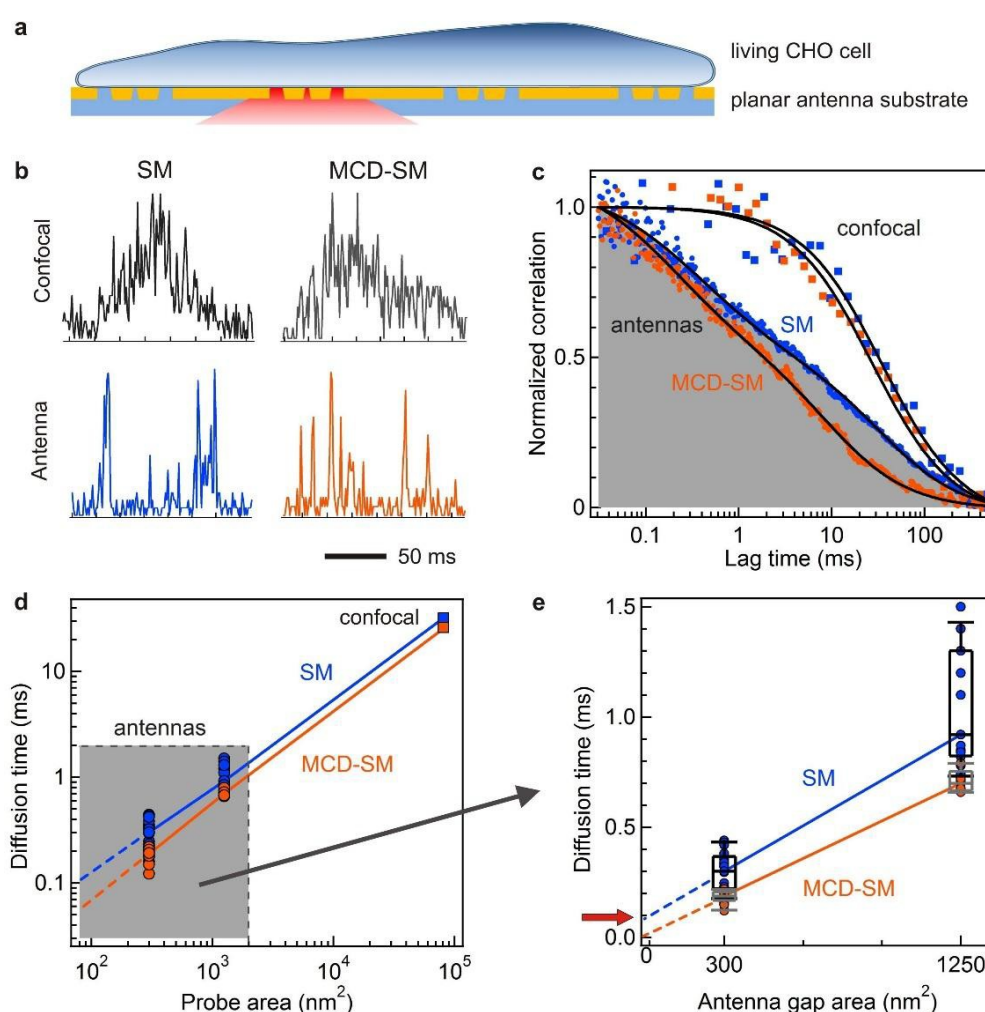 a
living CHO cell
planar antenna substrate
b
SM
MCD-SM
Confocal
Antenna
50 ms
c
Normalized correlation
1.0
0.5
0
confocal
antennas
SM
MCD-SM
0.1 1 10 100
Lag time (ms)
d
Diffusion time (ms)
10
1
0.1
confocal
SM
antennas
MCD-SM
10² 10³ 10⁴ 10⁵
Probe area (nm²)
e
Diffusion time (ms)
1.5
1.0
0.5
0.0
SM
MCD-SM
0 300 1250
Antenna gap area (nm²)